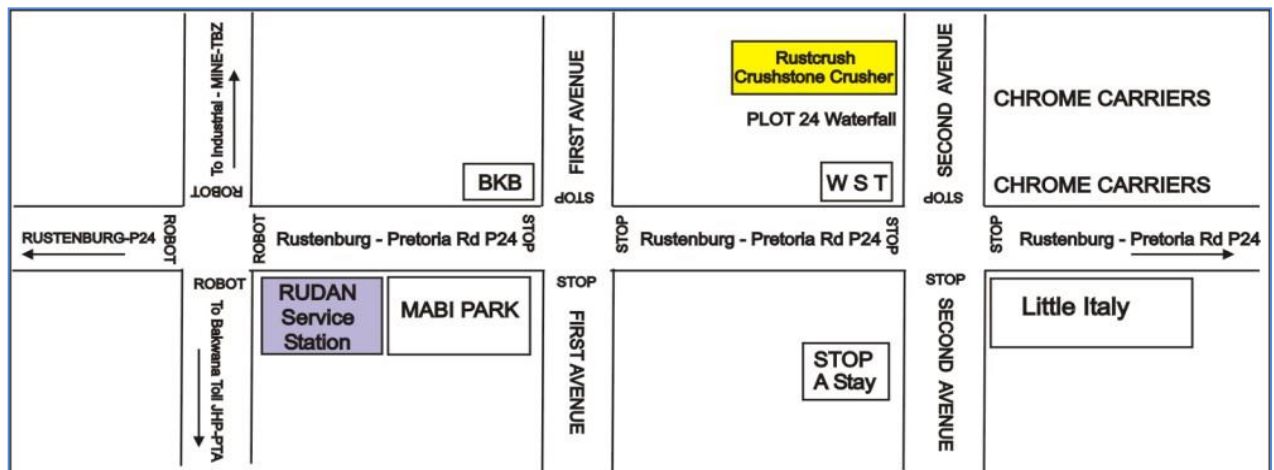 To Industrial - MINE-TBZ
ROBOT
BKB
FIRST AVENUE
STOP
Rustcrush
Crushstone Crusher
PLOT 24 Waterfall
W S T
SECOND AVENUE
STOP
CHROME CARRIERS
CHROME CARRIERS
RUSTENBURG-P24
ROBOT
ROBOT
Rustenburg - Pretoria Rd P24
STOP
STOP
Rustenburg - Pretoria Rd P24
STOP
STOP
Rustenburg - Pretoria Rd P24
ROBOT
To Bakwana Toll JHP-PTA
RUDAN
Service
Station
MABI PARK
STOP
FIRST AVENUE
STOP
A Stay
STOP
SECOND AVENUE
Little Italy